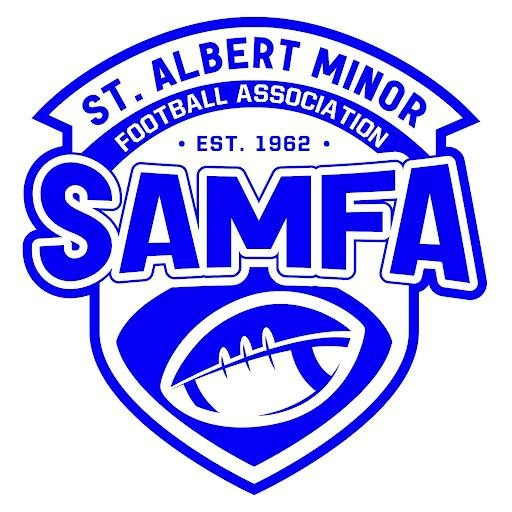 ST. ALBERT MINOR
FOOTBALL ASSOCIATION
• EST. 1962 •
SAMFA